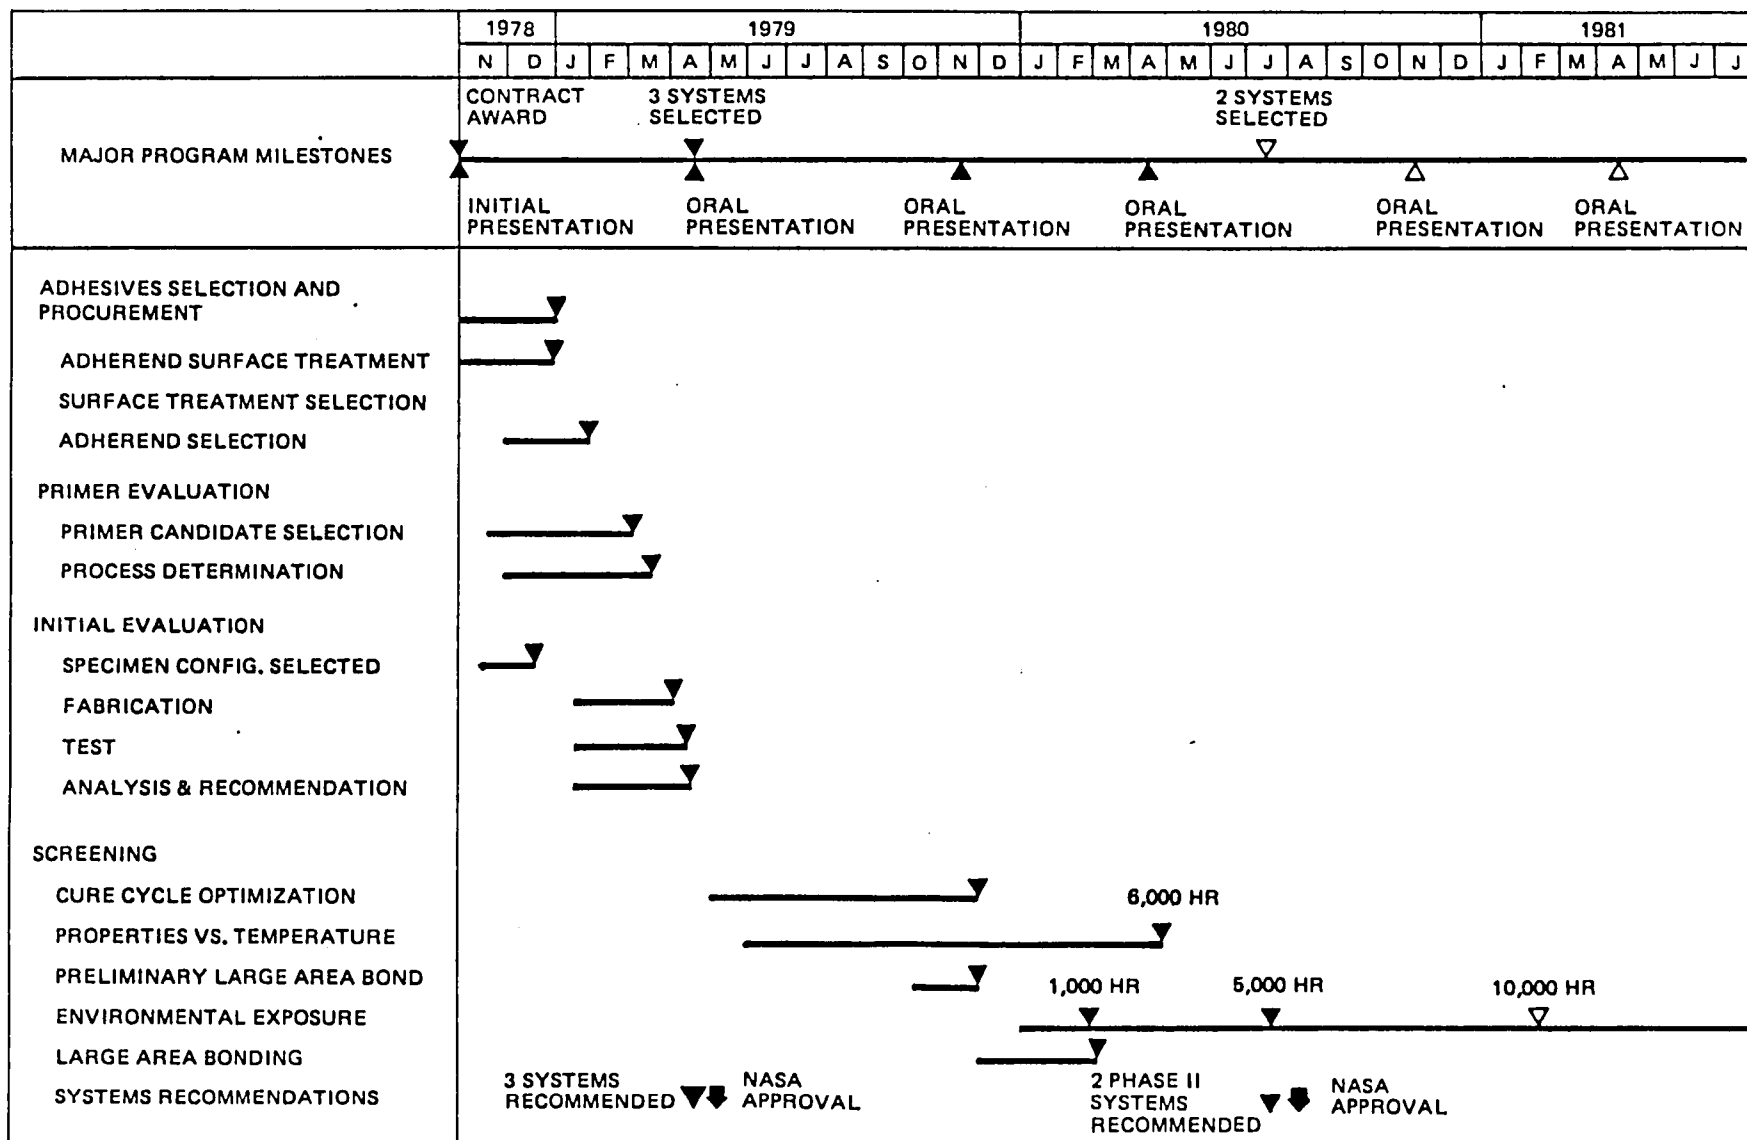 1978 1979 1980 1981
N D J F M A M J J A S O N D J F M A M J J A S O N D J F M A M J J
CONTRACT AWARD
3 SYSTEMS SELECTED
2 SYSTEMS SELECTED
MAJOR PROGRAM MILESTONES
INITIAL PRESENTATION
ORAL PRESENTATION
ORAL PRESENTATION
ORAL PRESENTATION
ORAL PRESENTATION
ORAL PRESENTATION
ADHESIVES SELECTION AND
PROCUREMENT
ADHEREND SURFACE TREATMENT
SURFACE TREATMENT SELECTION
ADHEREND SELECTION
PRIMER EVALUATION
PRIMER CANDIDATE SELECTION
PROCESS DETERMINATION
INITIAL EVALUATION
SPECIMEN CONFIG. SELECTED
FABRICATION
TEST
ANALYSIS & RECOMMENDATION
SCREENING
CURE CYCLE OPTIMIZATION
6,000 HR
PROPERTIES VS. TEMPERATURE
PRELIMINARY LARGE AREA BOND
1,000 HR 5,000 HR 10,000 HR
ENVIRONMENTAL EXPOSURE
LARGE AREA BONDING
SYSTEMS RECOMMENDATIONS
3 SYSTEMS
RECOMMENDED
NASA
APPROVAL
2 PHASE II
SYSTEMS
RECOMMENDED
NASA
APPROVAL